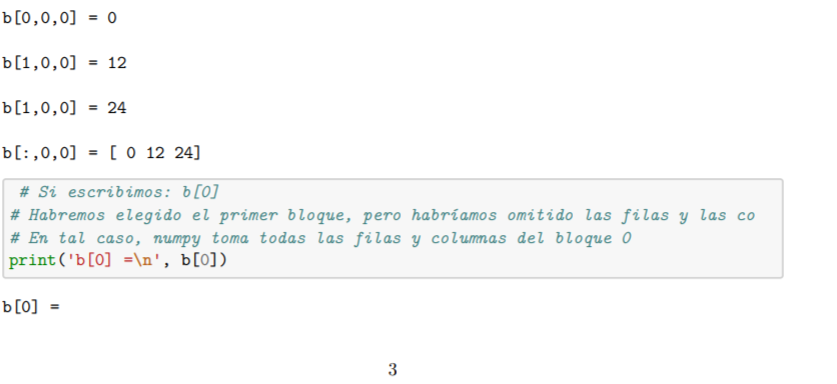 b[0,0,0] = 0
b[1,0,0] = 12
b[1,0,0] = 24
b[:,0,0] = [ 0 12 24]
# Si escribimos: b[0]
# Habremos elegido el primer bloque, pero habríamos omitido las filas y las co
# En tal caso, numpy toma todas las filas y columnas del bloque 0
print('b[0] =\n', b[0])
b[0] =
3